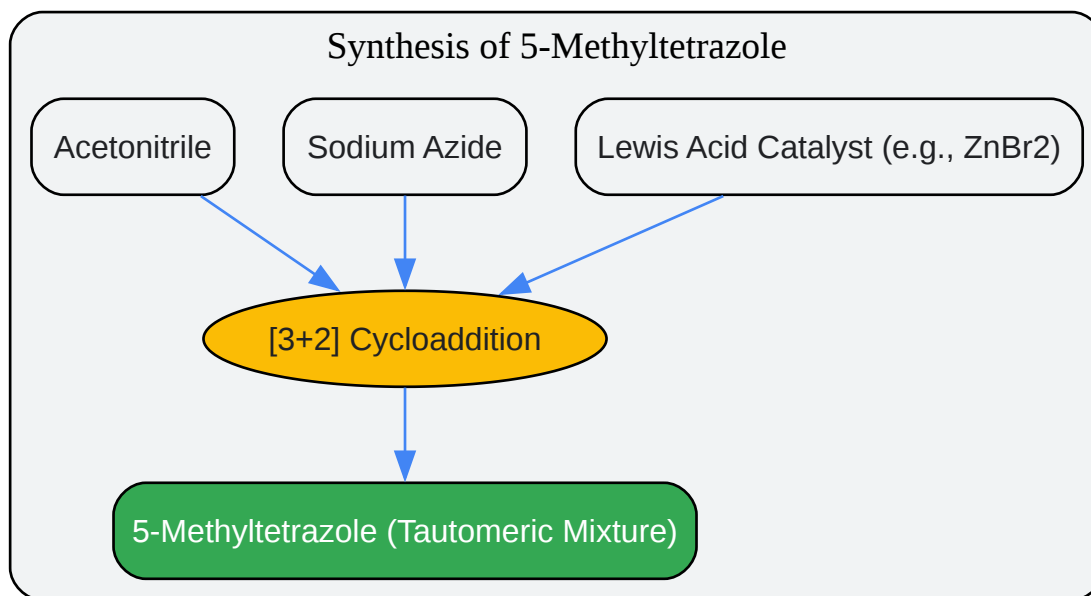 Synthesis of 5-Methyltetrazole
Acetonitrile
Sodium Azide
Lewis Acid Catalyst (e.g., ZnBr2)
[3+2] Cycloaddition
5-Methyltetrazole (Tautomeric Mixture)